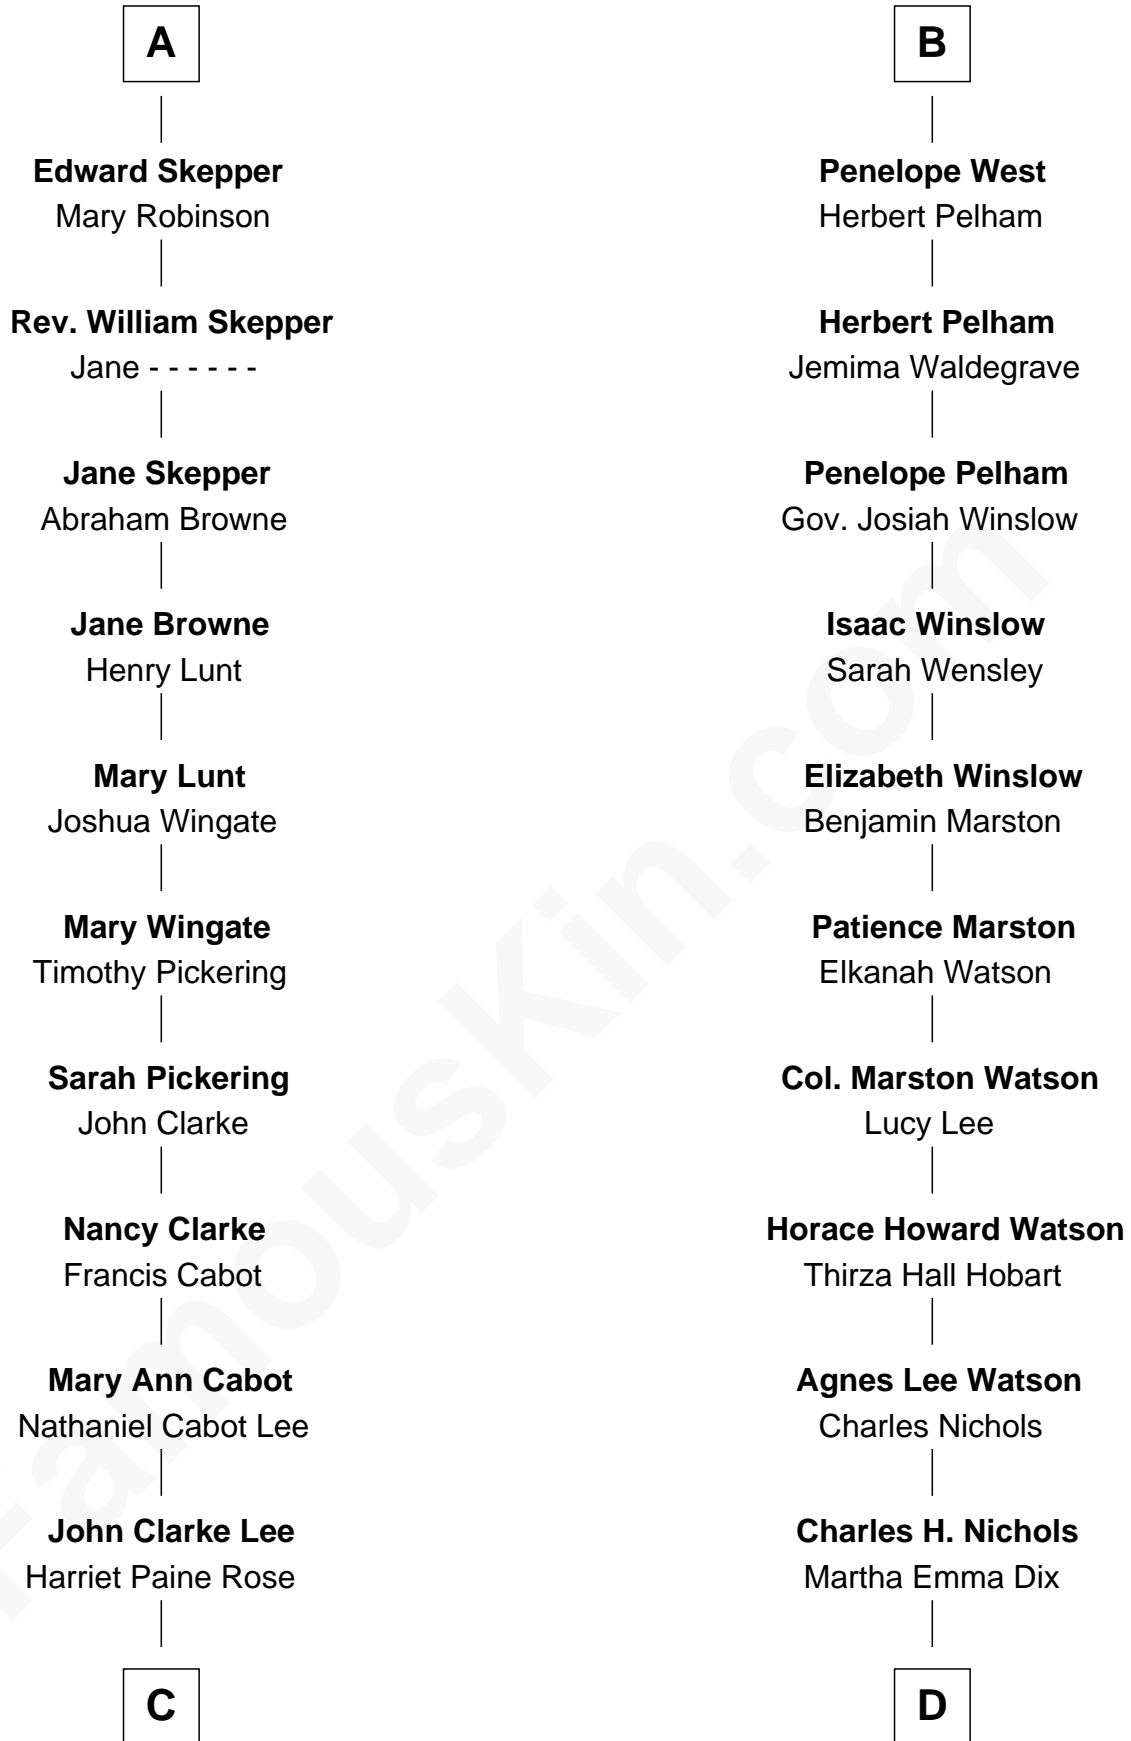 A
Edward Skepper
Mary Robinson
Rev. William Skepper
Jane - - - - - -
Jane Skepper
Abraham Browne
Jane Browne
Henry Lunt
Mary Lunt
Joshua Wingate
Mary Wingate
Timothy Pickering
Sarah Pickering
John Clarke
Nancy Clarke
Francis Cabot
Mary Ann Cabot
Nathaniel Cabot Lee
John Clarke Lee
Harriet Paine Rose
C
B
Penelope West
Herbert Pelham
Herbert Pelham
Jemima Waldegrave
Penelope Pelham
Gov. Josiah Winslow
Isaac Winslow
Sarah Wensley
Elizabeth Winslow
Benjamin Marston
Patience Marston
Elkanah Watson
Col. Marston Watson
Lucy Lee
Horace Howard Watson
Thirza Hall Hobart
Agnes Lee Watson
Charles Nichols
Charles H. Nichols
Martha Emma Dix
D
FamousKin.com